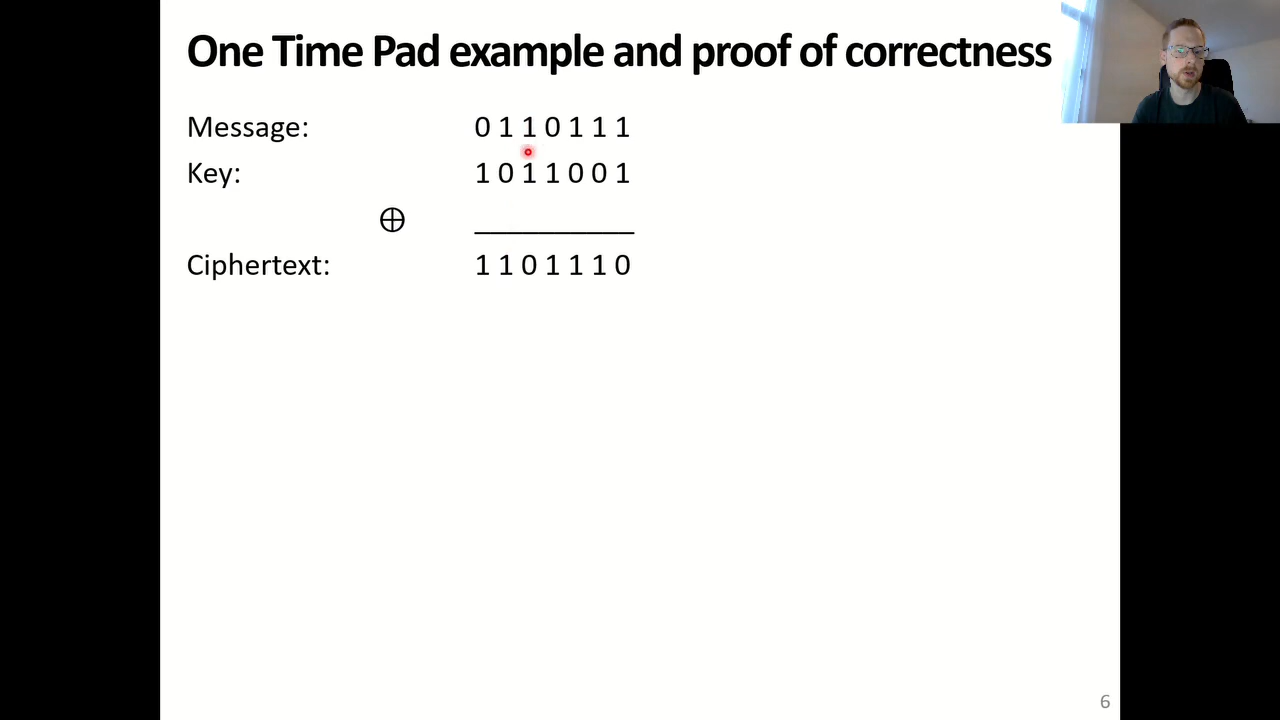 One Time Pad example and proof of correctness
Message: 0 1 1 0 1 1 1
Key: 1 0 1 1 0 0 1
⊕ __________
Ciphertext: 1 1 0 1 1 1 0
6